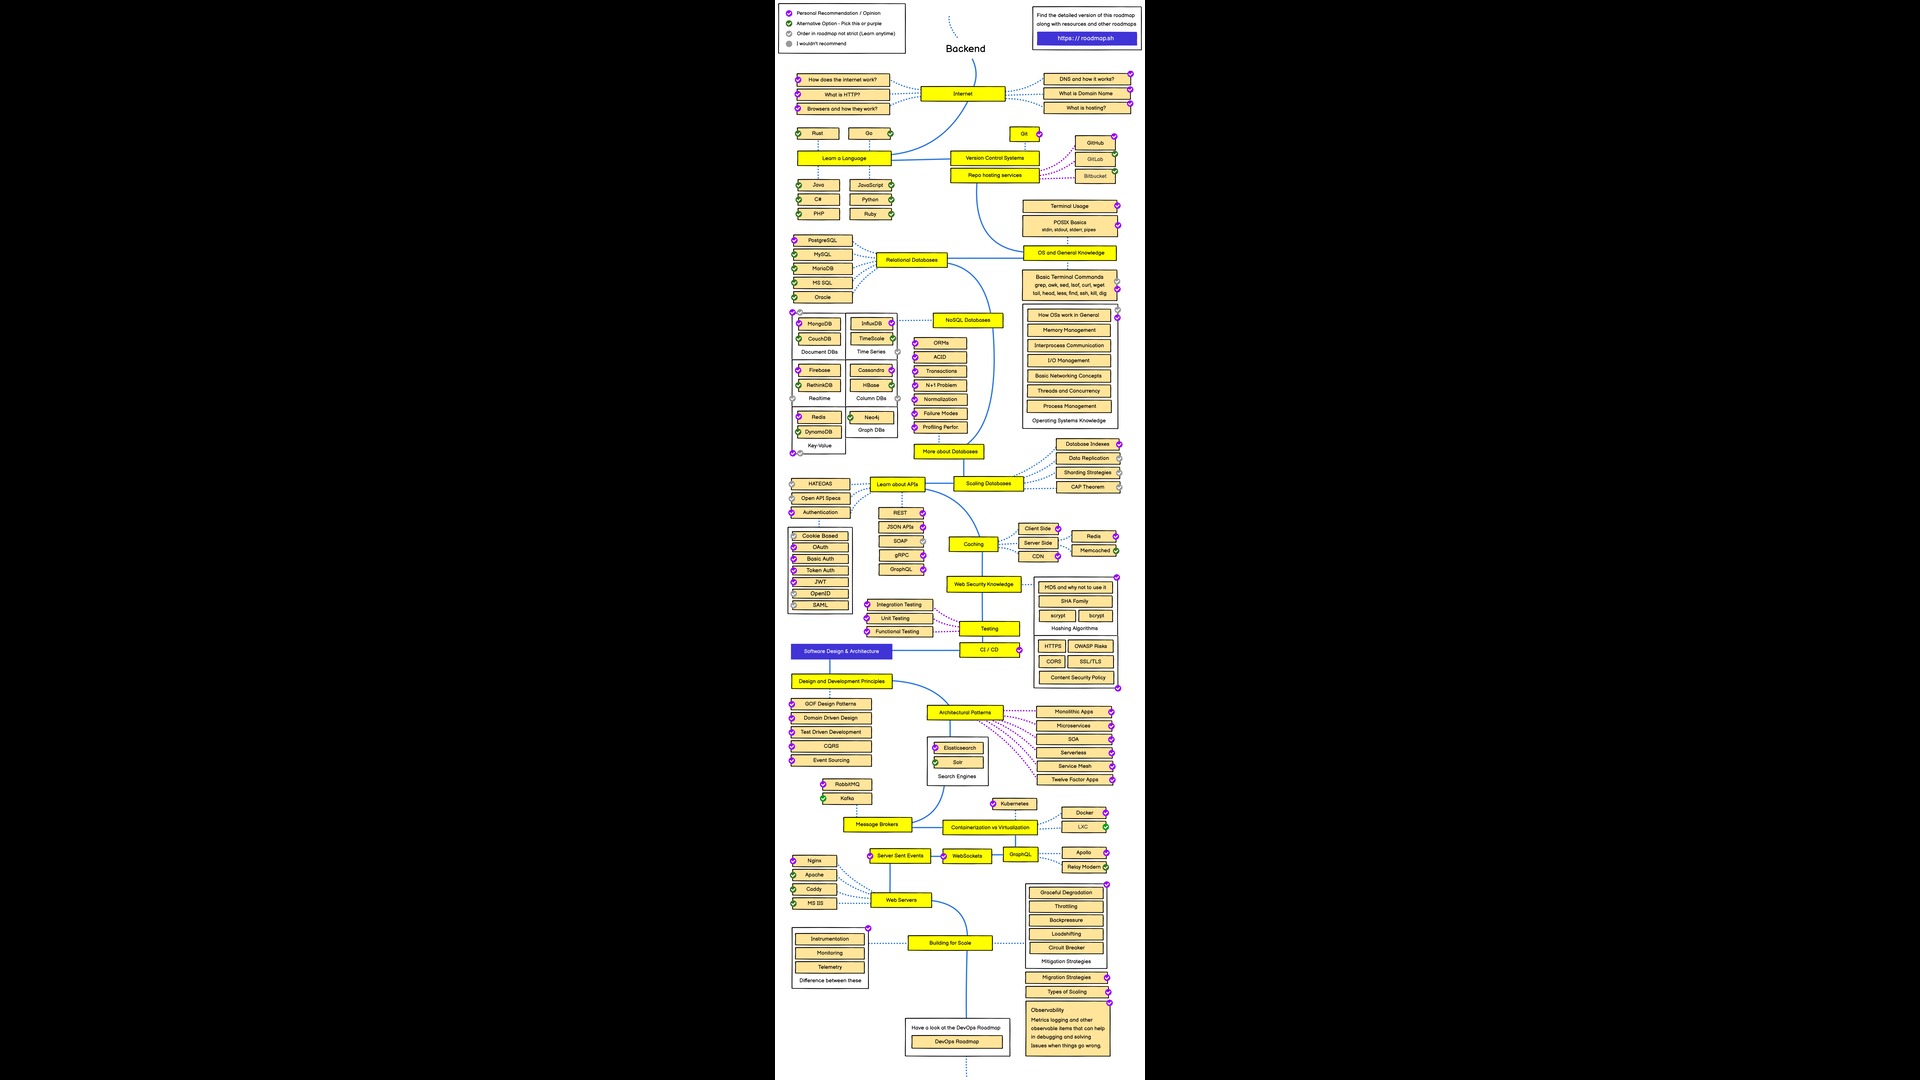 Personal Recommendation / Opinion
Alternative Option - Pick this or purple
Order in roadmap not strict (Learn anytime)
I wouldn't recommend
Find the detailed version of this roadmap
along with resources and other roadmaps
https://roadmap.sh
Backend
How does the internet work?
What is HTTP?
Browsers and how they work?
Internet
DNS and how it works?
What is Domain Name
What is hosting?
Rust
Go
Learn a Language
Java
C#
PHP
JavaScript
Python
Ruby
Git
Version Control Systems
Repo hosting services
GitHub
GitLab
Bitbucket
Terminal Usage
POSIX Basics
stdin, stdout, stderr, pipes
OS and General Knowledge
Basic Terminal Commands
grep, awk, sed, lsof, curl, wget
tail, head, less, find, ssh, kill, dig
How OSs work in General
Memory Management
Interprocess Communication
I/O Management
Basic Networking Concepts
Threads and Concurrency
Process Management
Operating Systems Knowledge
PostgreSQL
MySQL
MariaDB
MS SQL
Oracle
Relational Databases
NoSQL Databases
MongoDB
CouchDB
Document DBs
InfluxDB
TimeScale
Time Series
Firebase
RethinkDB
Realtime
Cassandra
HBase
Column DBs
Redis
DynamoDB
Key-Value
Neo4j
Graph DBs
ORMs
ACID
Transactions
N+1 Problem
Normalization
Failure Modes
Profiling Perfor.
More about Databases
Database Indexes
Data Replication
Sharding Strategies
CAP Theorem
Scaling Databases
Learn about APIs
HATEOAS
Open API Specs
Authentication
Cookie Based
OAuth
Basic Auth
Token Auth
JWT
OpenID
SAML
REST
JSON APIs
SOAP
gRPC
GraphQL
Caching
Client Side
Server Side
CDN
Redis
Memcached
Web Security Knowledge
MD5 and why not to use it
SHA Family
scrypt
bcrypt
Hashing Algorithms
HTTPS
OWASP Risks
CORS
SSL/TLS
Content Security Policy
Integration Testing
Unit Testing
Functional Testing
Testing
CI / CD
Software Design & Architecture
Design and Development Principles
GOF Design Patterns
Domain Driven Design
Test Driven Development
CQRS
Event Sourcing
Architectural Patterns
Monolithic Apps
Microservices
SOA
Serverless
Service Mesh
Twelve Factor Apps
Elasticsearch
Solr
Search Engines
RabbitMQ
Kafka
Message Brokers
Kubernetes
Containerization vs Virtualization
Docker
LXC
Server Sent Events
WebSockets
GraphQL
Apollo
Relay Modern
Nginx
Apache
Caddy
MS IIS
Web Servers
Graceful Degradation
Throttling
Backpressure
Loadshifting
Circuit Breaker
Mitigation Strategies
Instrumentation
Monitoring
Telemetry
Difference between these
Building for Scale
Migration Strategies
Types of Scaling
Observability
Metrics logging and other
observable items that can help
in debugging and solving
issues when things go wrong.
Have a look at the DevOps Roadmap
DevOps Roadmap